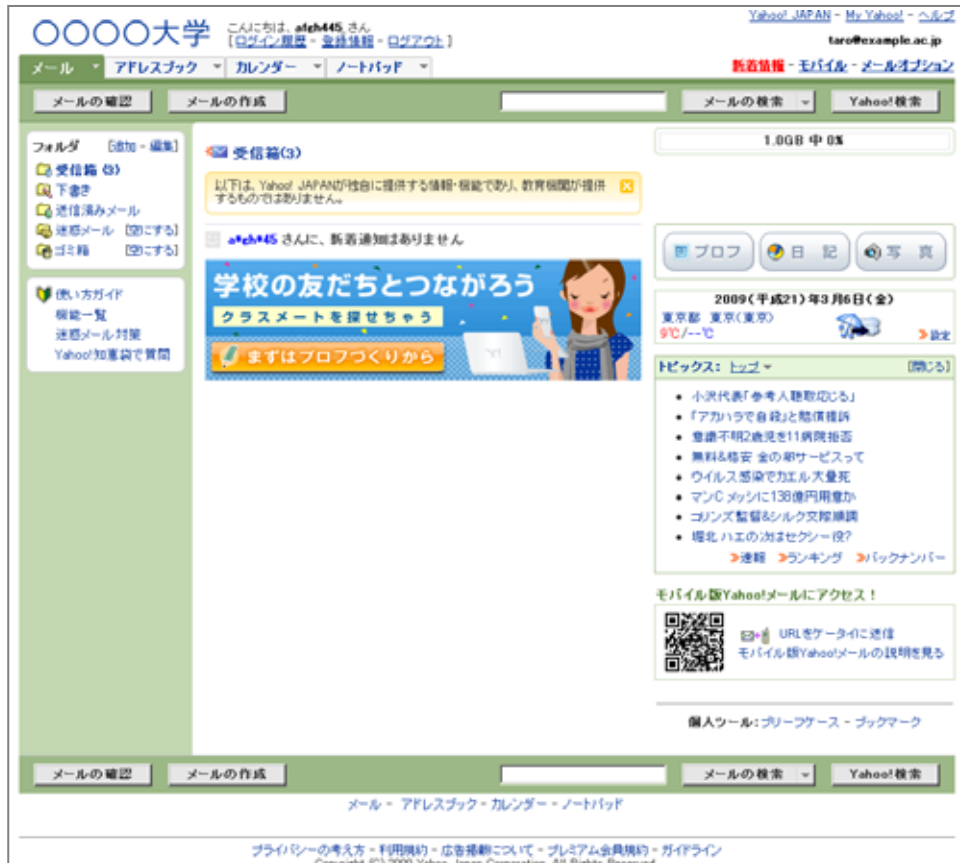 〇〇〇〇大学
こんにちは、afgh445 さん
[ログイン履歴 - 登録情報 - ログアウト]
Yahoo! JAPAN - My Yahoo! - ヘルプ
taro@example.ac.jp
メール アドレスブック カレンダー ノートパッド
新着情報 - モバイル - メールオプション
メールの確認 メールの作成 メールの検索 Yahoo!検索
フォルダ [追加 - 編集]
受信箱 (3)
下書き
送信済みメール
迷惑メール [空にする]
ゴミ箱 [空にする]
使い方ガイド
機能一覧
迷惑メール対策
Yahoo!知恵袋で質問
受信箱(3)
以下は、Yahoo! JAPANが独自に提供する情報・機能であり、教育機関が提供
するものではありません。
さんに、新着通知はありません
学校の友だちとつながろう
クラスメートを探せちゃう
まずはプロフづくりから
1.0GB 中 0%
プロフ 日 記 写 真
2009(平成21)年3月6日(金)
東京都 東京(東京)
9℃/--℃
設定
トピックス: トップ [閉じる]
小沢代表「参考人聴取応じる」
「アカハラで自殺」と賠償提訴
意識不明2歳児を11病院拒否
無料&格安 金の卵サービスって
ウイルス感染でカエル大量死
マンC メッシに138億円用意か
コリンズ監督&シルク交際順調
堀北 ハエの次はセクシー役?
速報 ランキング バックナンバー
モバイル版Yahoo!メールにアクセス!
URLをケータイに送信
モバイル版Yahoo!メールの説明を見る
個人ツール: ブリーフケース - ブックマーク
メールの確認 メールの作成 メールの検索 Yahoo!検索
メール - アドレスブック - カレンダー - ノートパッド
プライバシーの考え方 - 利用規約 - 広告掲載について - プレミアム会員規約 - ガイドライン
Copyright (C) 2009 Yahoo Japan Corporation. All Rights Reserved.